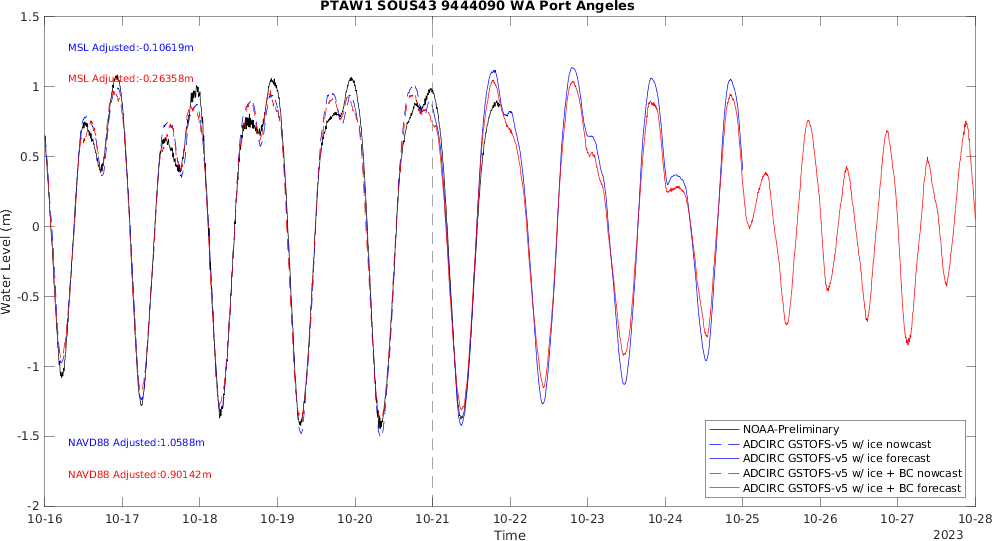 PTAW1 SOUS43 9444090 WA Port Angeles
1.5
1
0.5
0
-0.5
-1
-1.5
-2
Water Level (m)
MSL Adjusted:-0.10619m
MSL Adjusted:-0.26358m
NAVD88 Adjusted:1.0588m
NAVD88 Adjusted:0.90142m
NOAA-Preliminary
ADCIRC GSTOFS-v5 w/ ice nowcast
ADCIRC GSTOFS-v5 w/ ice forecast
ADCIRC GSTOFS-v5 w/ ice + BC nowcast
ADCIRC GSTOFS-v5 w/ ice + BC forecast
10-16 10-17 10-18 10-19 10-20 10-21 10-22 10-23 10-24 10-25 10-26 10-27 10-28
Time
2023